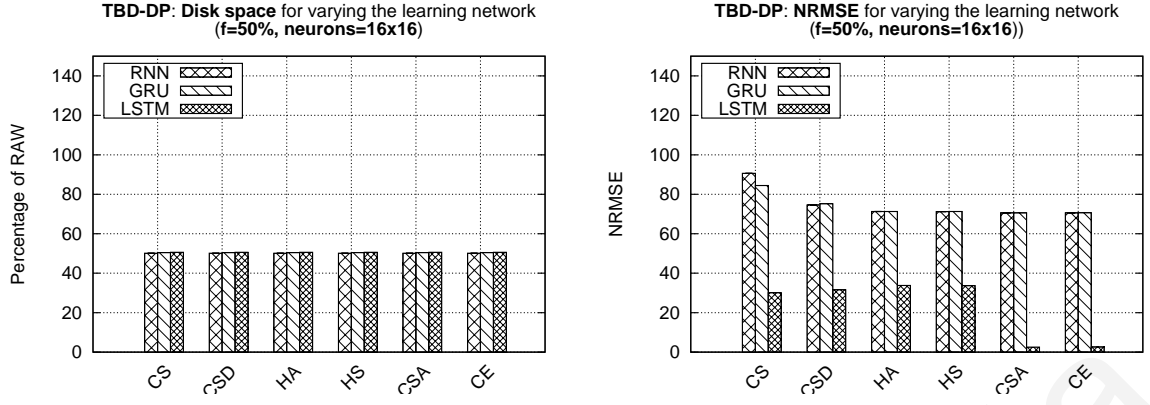 TBD-DP: Disk space for varying the learning network
(f=50%, neurons=16x16)
Percentage of RAW
140
120
100
80
60
40
20
0
RNN
GRU
LSTM
CS
CSD
HA
HS
CSA
CE
TBD-DP: NRMSE for varying the learning network
(f=50%, neurons=16x16))
NRMSE
140
120
100
80
60
40
20
0
RNN
GRU
LSTM
CS
CSD
HA
HS
CSA
CE